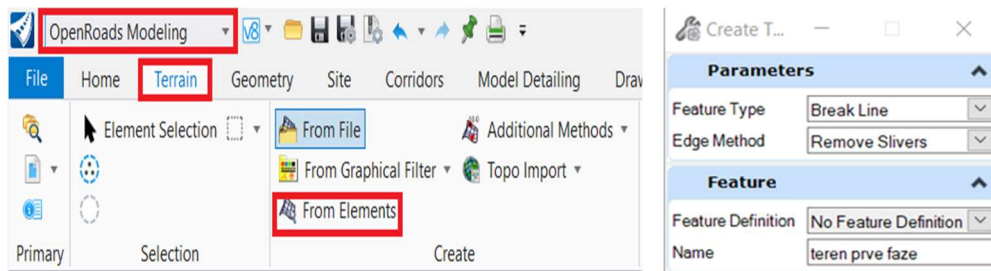 OpenRoads Modeling
File Home Terrain Geometry Site Corridors Model Detailing Draw
Element Selection From File Additional Methods
From Graphical Filter Topo Import
From Elements
Primary Selection Create
Create T...
Parameters
Feature Type Break Line
Edge Method Remove Slivers
Feature
Feature Definition No Feature Definition
Name teren prve faze